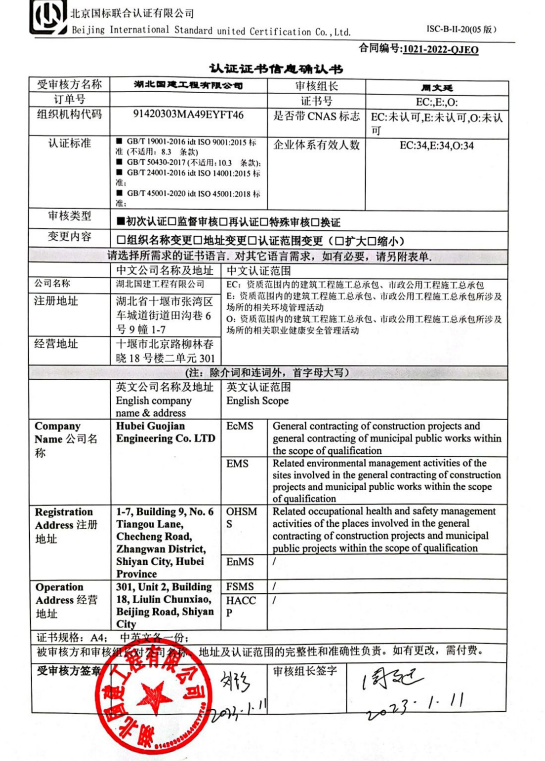 北京国标联合认证有限公司
Beijing International Standard united Certification Co., Ltd.
ISC-B-II-20(05 版)
合同编号:1021-2022-QJEO
认证证书信息确认书
受审核方名称 湖北国建工程有限公司 审核组长 周文廷
订单号 证书号 EC:,E:,O:
组织机构代码 91420303MA49EYFT46 是否带 CNAS 标志 EC:未认可,E:未认可,O:未认
可
认证标准 ■ GB/T 19001-2016 idt ISO 9001:2015 标
准 (不适用: 8.3 条款)
■ GB/T 50430-2017 (不适用:10.3 条款);
■ GB/T 24001-2016 idt ISO 14001:2015 标
准;
■ GB/T 45001-2020 idt ISO 45001:2018 标
准;
企业体系有效人数 EC:34,E:34,O:34
审核类型 ■初次认证□监督审核□再认证□特殊审核□换证
变更内容 □组织名称变更□地址变更□认证范围变更（□扩大□缩小）
请选择所需求的证书语言. 对其它语言需求，如有必要，请另附表单.
中文公司名称及地址 中文认证范围
公司名称 湖北国建工程有限公司
EC: 资质范围内的建筑工程施工总承包、市政公用工程施工总承包
E: 资质范围内的建筑工程施工总承包、市政公用工程施工总承包所涉及
场所的相关环境管理活动
O: 资质范围内的建筑工程施工总承包、市政公用工程施工总承包所涉及
场所的相关职业健康安全管理活动
注册地址 湖北省十堰市张湾区
车城道街道田沟巷 6
号 9 幢 1-7
经营地址 十堰市北京路柳林春
晓 18 号楼二单元 301
(注: 除介词和连词外，首字母大写)
英文公司名称及地址 英文认证范围
English company English Scope
name & address
Company
Name 公司名
称
Hubei Guojian
Engineering Co. LTD
EcMS General contracting of construction projects and
general contracting of municipal public works within
the scope of qualification
EMS Related environmental management activities of the
sites involved in the general contracting of construction
projects and municipal public works within the scope
of qualification
Registration
Address 注册
地址
1-7, Building 9, No. 6
Tiangou Lane,
Checheng Road,
Zhangwan District,
Shiyan City, Hubei
Province
OHSM
S
Related occupational health and safety management
activities of the places involved in the general
contracting of construction projects and municipal
public projects within the scope of qualification
EnMS /
Operation
Address 经营
地址
301, Unit 2, Building
18, Liulin Chunxiao,
Beijing Road, Shiyan
City
FSMS /
HACC
P
/
证书规格: A4; 中英文各一份;
被审核方和审核组长对公司名称、地址及认证范围的完整性和准确性负责。如有更改，需付费。
受审核方签章 审核组长签字
2023.1.11
2023.1.11
湖北国建工程有限公司
91420303MA49EYFT46